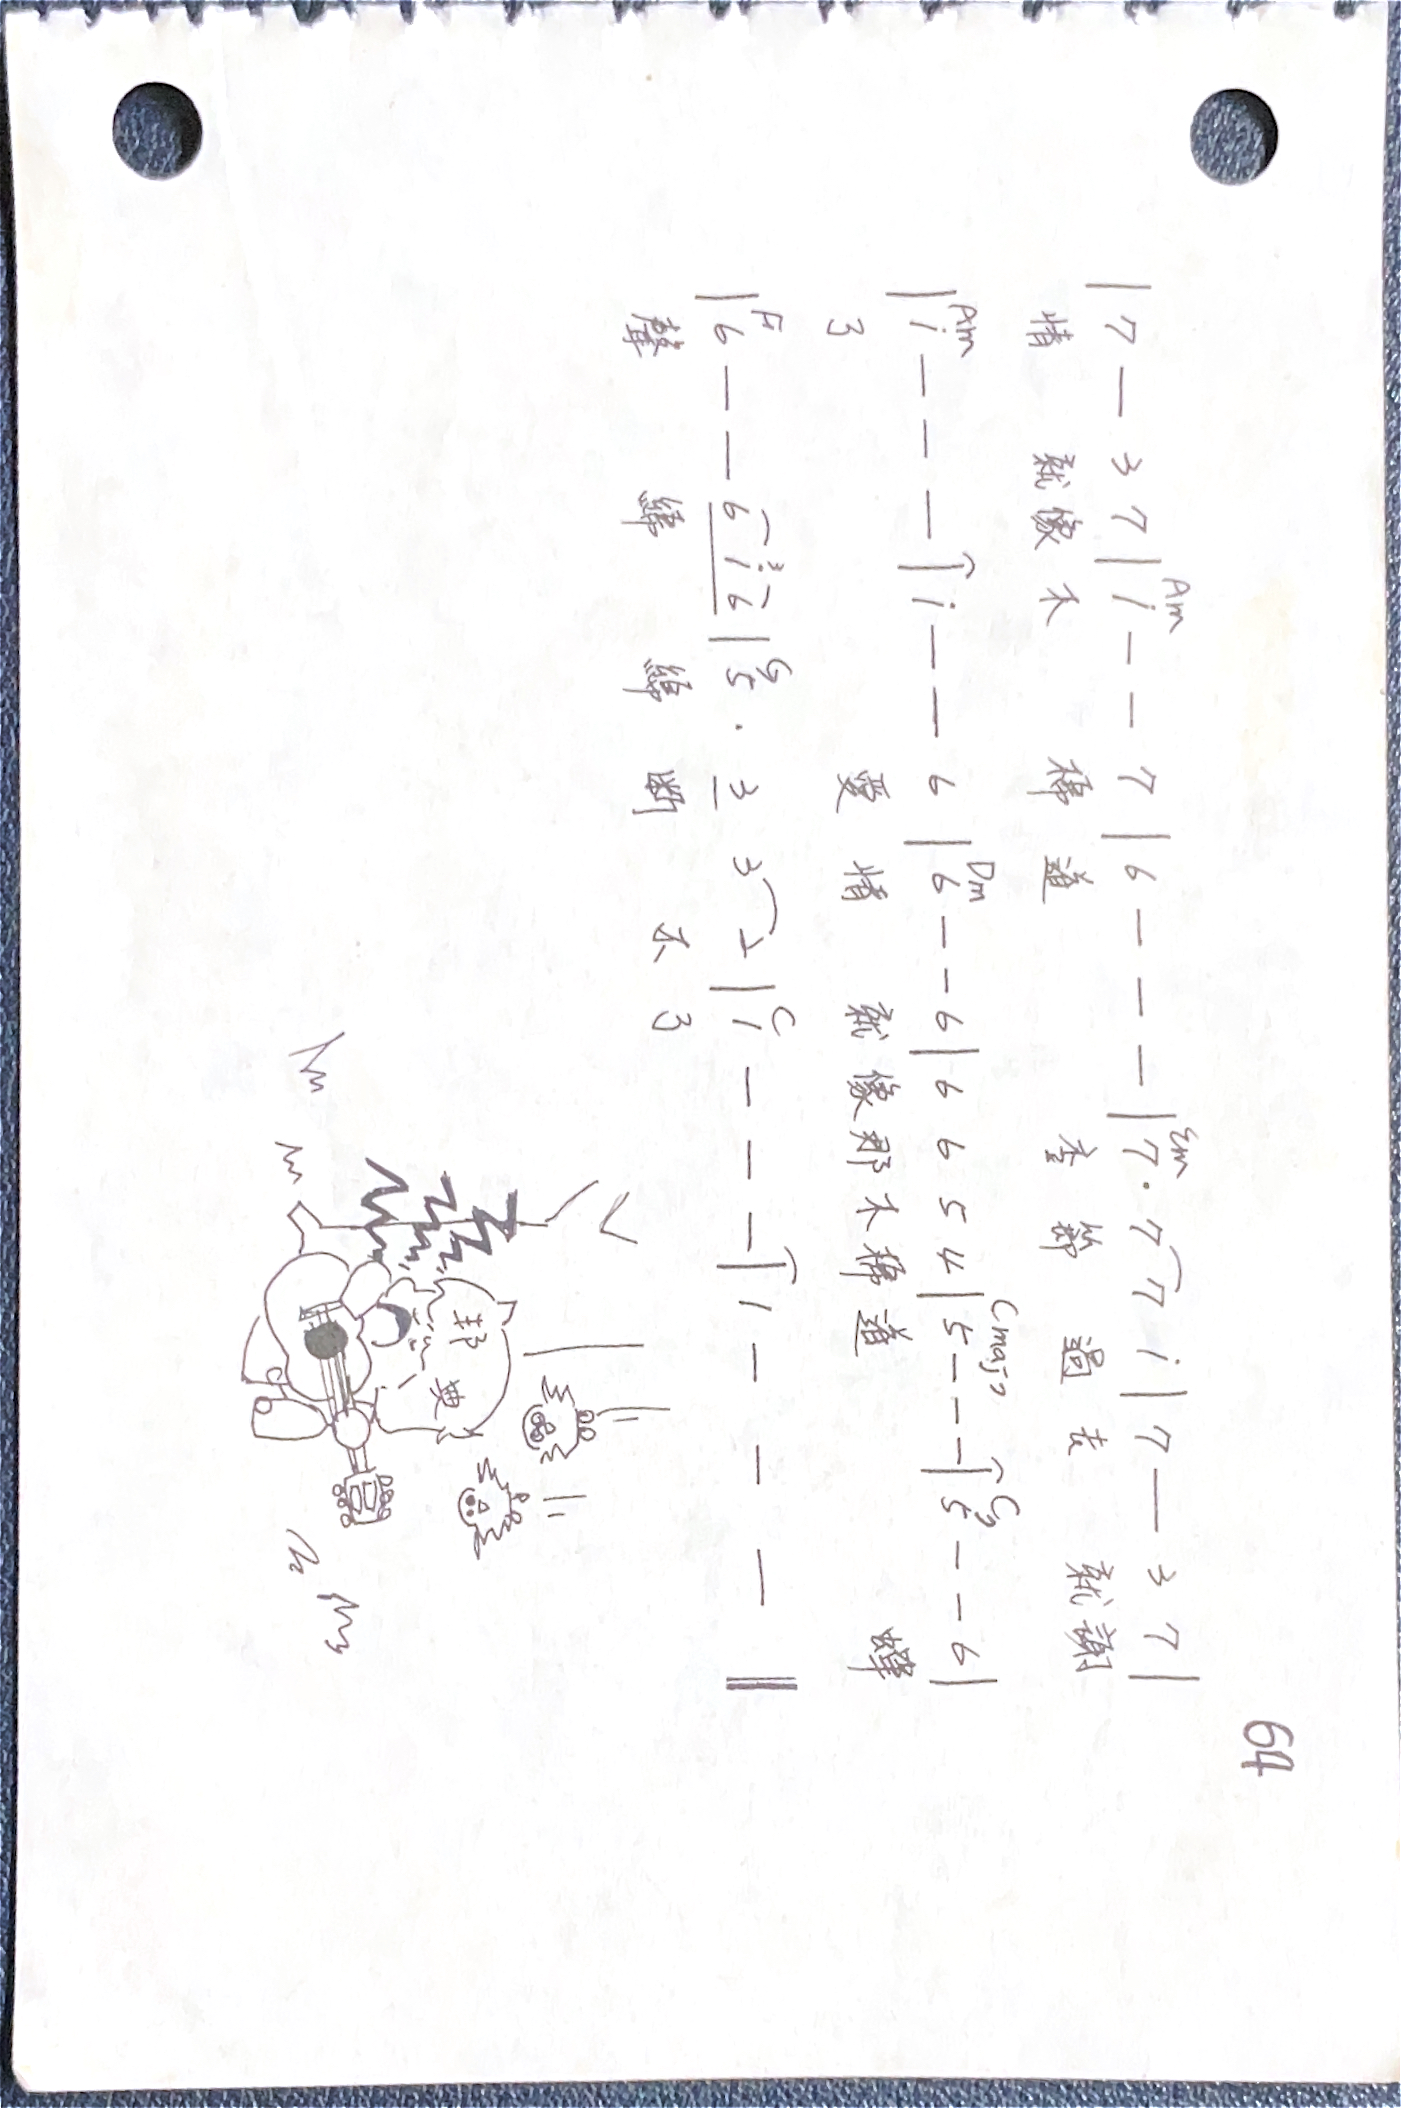 64
Am Em
| 7 — 3 7 | i — — 7 | 6 — — — | 7 · 7 7 i | 7 — 3 7 |
情 就像木 棉道 季節 過去 就謝
Am Dm Cmaj7 C7
| i — — — | i — — 6 | 6 — — 6 | 6 6 5 4 | 5 — — — | 5 — — 6 |
了 愛情 就像那木棉道 蟬
F 3 G C
| 6 — — 6 i 6 | 5 · 3 3 2 | 1 — — — | 1 — — — ||
聲 綿 綿 斷 不了
邦典